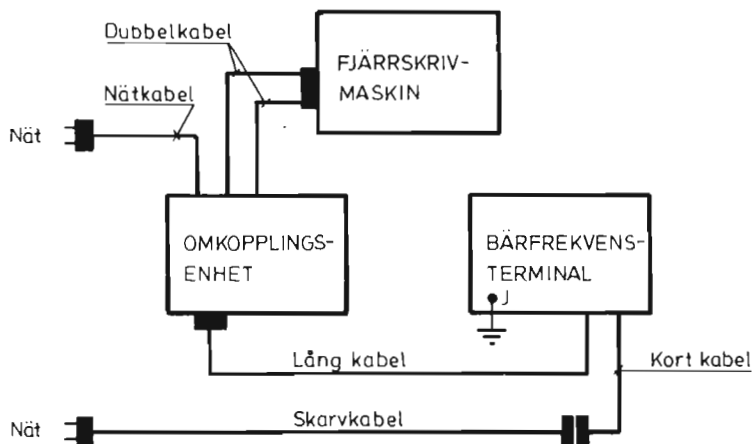 Dubbelkabel
FJÄRRSKRIV-
MASKIN
Nätkabel
Nät
OMKOPPLINGS-
ENHET
BÄRFREKVENS-
TERMINAL
J
Lång kabel
Kort kabel
Nät
Skarvkabel